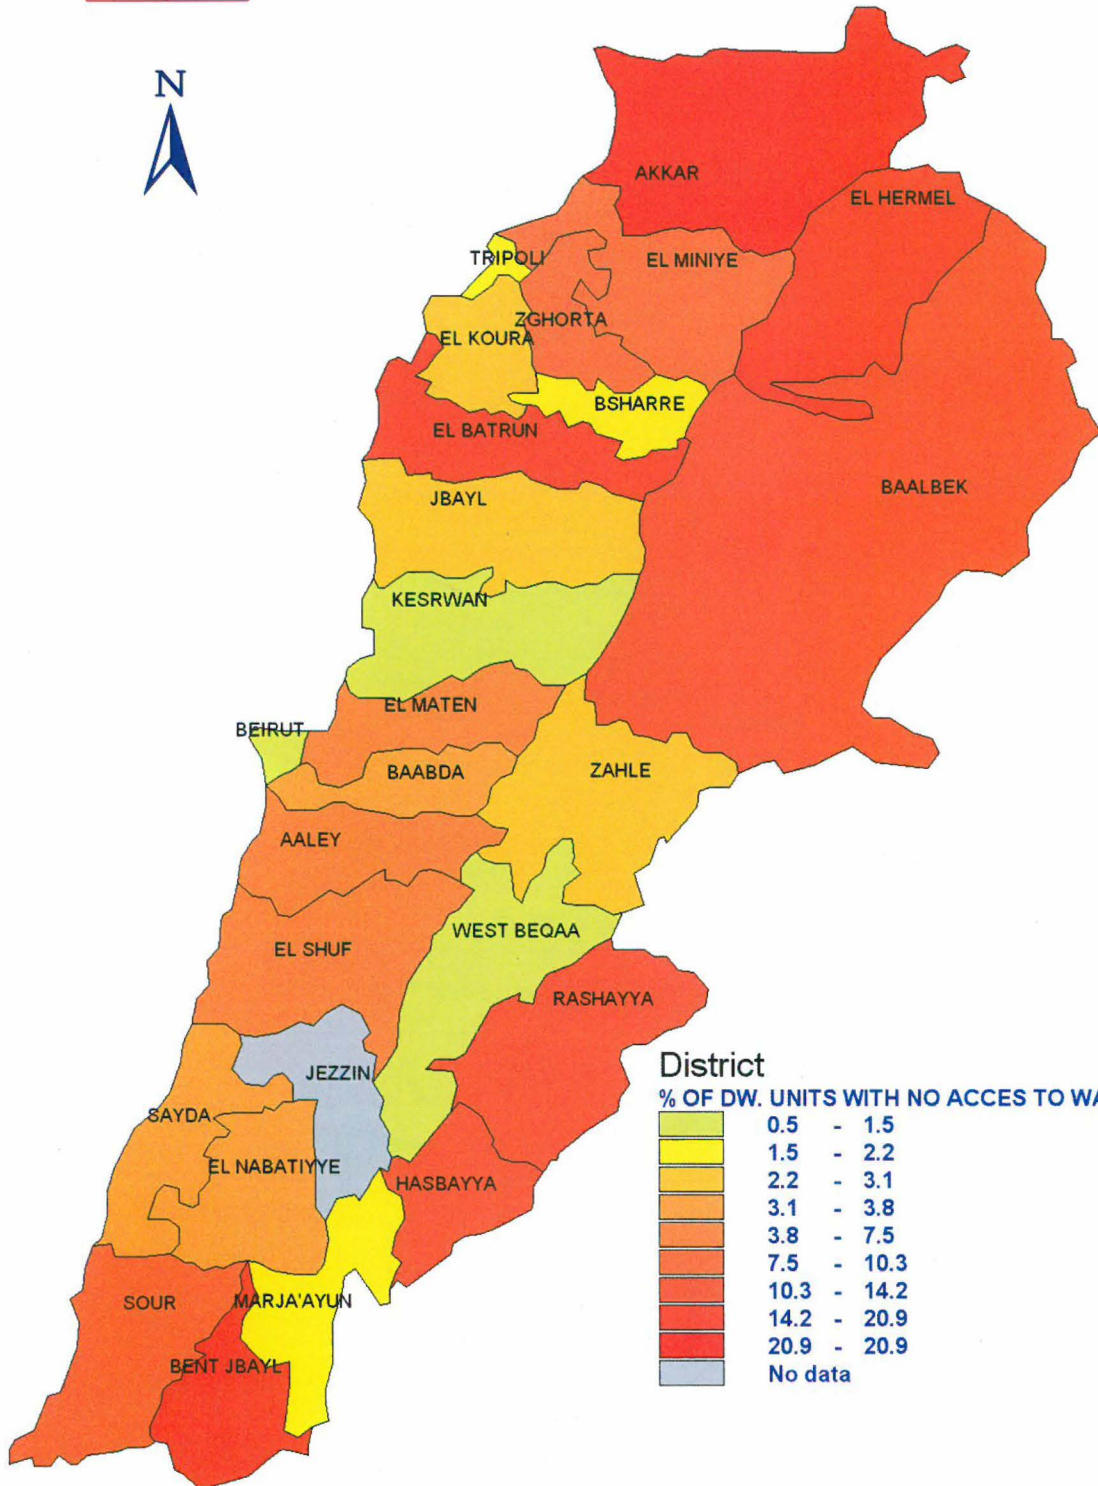 N
AKKAR
EL HERMEL
TRIPOLI
EL MINIYE
ZGHORTA
EL KOURA
BSHARRE
EL BATRUN
BAALBEK
JBAYL
KESRWAN
EL MATEN
BEIRUT
BAABDA
ZAHLE
AALEY
WEST BEQAA
EL SHUF
RASHAYYA
JEZZIN
SAYDA
EL NABATIYYE
HASBAYYA
SOUR
MARJA'AYUN
BENT JBAYL
District
% OF DW. UNITS WITH NO ACCES TO WA
0.5 - 1.5
1.5 - 2.2
2.2 - 3.1
3.1 - 3.8
3.8 - 7.5
7.5 - 10.3
10.3 - 14.2
14.2 - 20.9
20.9 - 20.9
No data